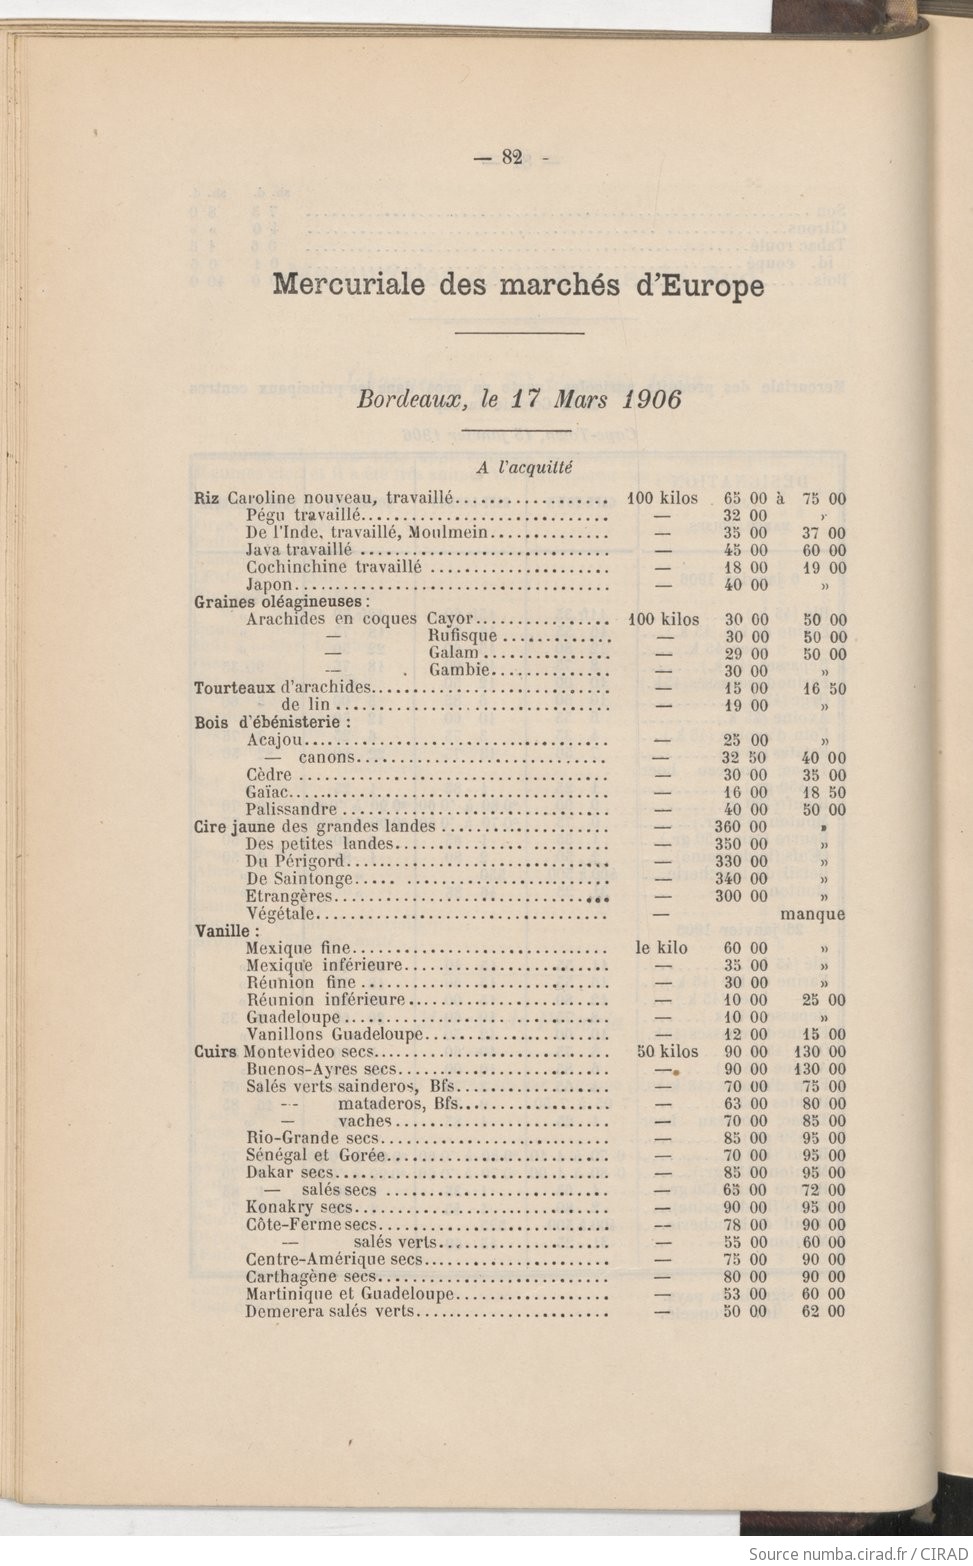 — 82 -
Mercuriale des marchés d'Europe
Bordeaux, le 17 Mars 1906
A l'acquitté
Riz Caroline nouveau, travaillé................... 100 kilos 65 00 à 75 00
Pégu travaillé............................... — 32 00 »
De l'Inde, travaillé, Moulmein............... — 35 00 37 00
Java travaillé ............................... — 45 00 60 00
Cochinchine travaillé ...................... — 18 00 19 00
Japon....................................... — 40 00 »
Graines oléagineuses :
Arachides en coques Cayor................. 100 kilos 30 00 50 00
— Rufisque ............. — 30 00 50 00
— Galam ................ — 29 00 50 00
— Gambie............... — 30 00 »
Tourteaux d'arachides.............................. — 15 00 16 50
de lin .................................. — 19 00 »
Bois d'ébénisterie :
Acajou...................................... — 25 00 »
— canons............................... — 32 50 40 00
Cèdre ...................................... — 30 00 35 00
Gaïac........................................ — 16 00 18 50
Palissandre ................................. — 40 00 50 00
Cire jaune des grandes landes ..................... — 360 00 »
Des petites landes................ .......... — 350 00 »
Du Périgord................................. — 330 00 »
De Saintonge..... ......................... — 340 00 »
Etrangères................................... — 300 00 »
Végétale..................................... — manque
Vanille :
Mexique fine................................ le kilo 60 00 »
Mexique inférieure.......................... — 35 00 »
Réunion fine ............................... — 30 00 »
Réunion inférieure......................... — 10 00 25 00
Guadeloupe .................... ............ — 10 00 »
Vanillons Guadeloupe....................... — 12 00 15 00
Cuirs Montevideo secs.............................. 50 kilos 90 00 130 00
Buenos-Ayres secs.......................... — 90 00 130 00
Salés verts sainderos, Bfs................... — 70 00 75 00
— mataderos, Bfs................... — 63 00 80 00
— vaches........................... — 70 00 85 00
Rio-Grande secs............................. — 85 00 95 00
Sénégal et Gorée............................ — 70 00 95 00
Dakar secs.................................. — 85 00 95 00
— salés secs ............................ — 65 00 72 00
Konakry secs................................ — 90 00 95 00
Côte-Ferme secs............................. — 78 00 90 00
— salés verts...................... — 55 00 60 00
Centre-Amérique secs....................... — 75 00 90 00
Carthagène secs............................. — 80 00 90 00
Martinique et Guadeloupe................... — 53 00 60 00
Demerera salés verts........................ — 50 00 62 00
Source numba.cirad.fr / CIRAD